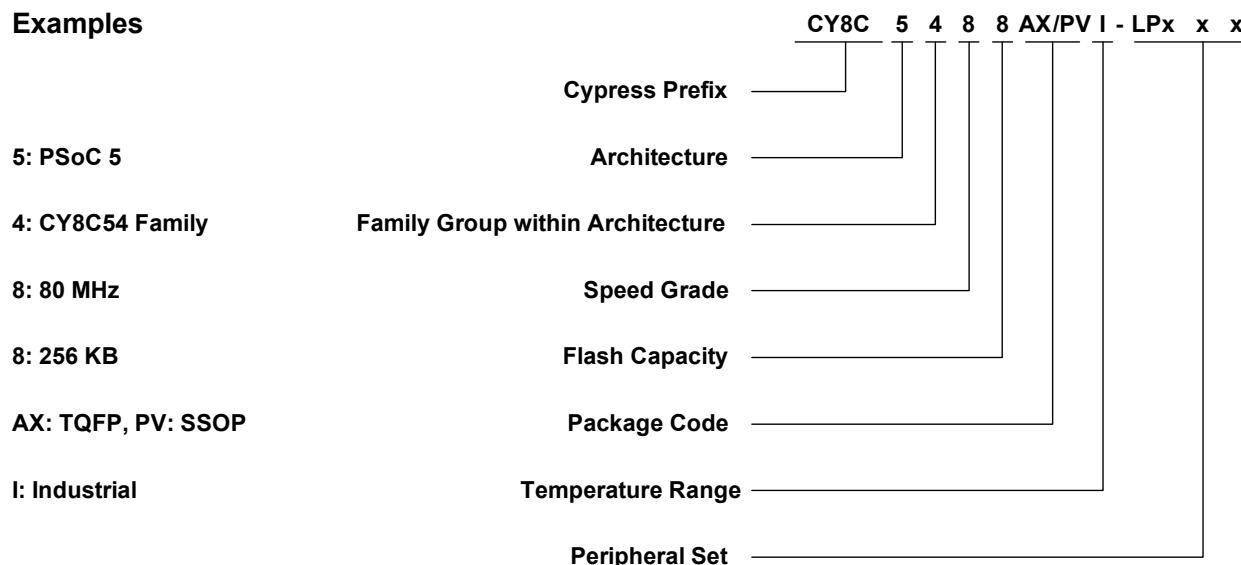 Examples CY8C 5 4 8 8 AX/PV I - LPx x x
Cypress Prefix
5: PSoC 5 Architecture
4: CY8C54 Family Family Group within Architecture
8: 80 MHz Speed Grade
8: 256 KB Flash Capacity
AX: TQFP, PV: SSOP Package Code
I: Industrial Temperature Range
Peripheral Set